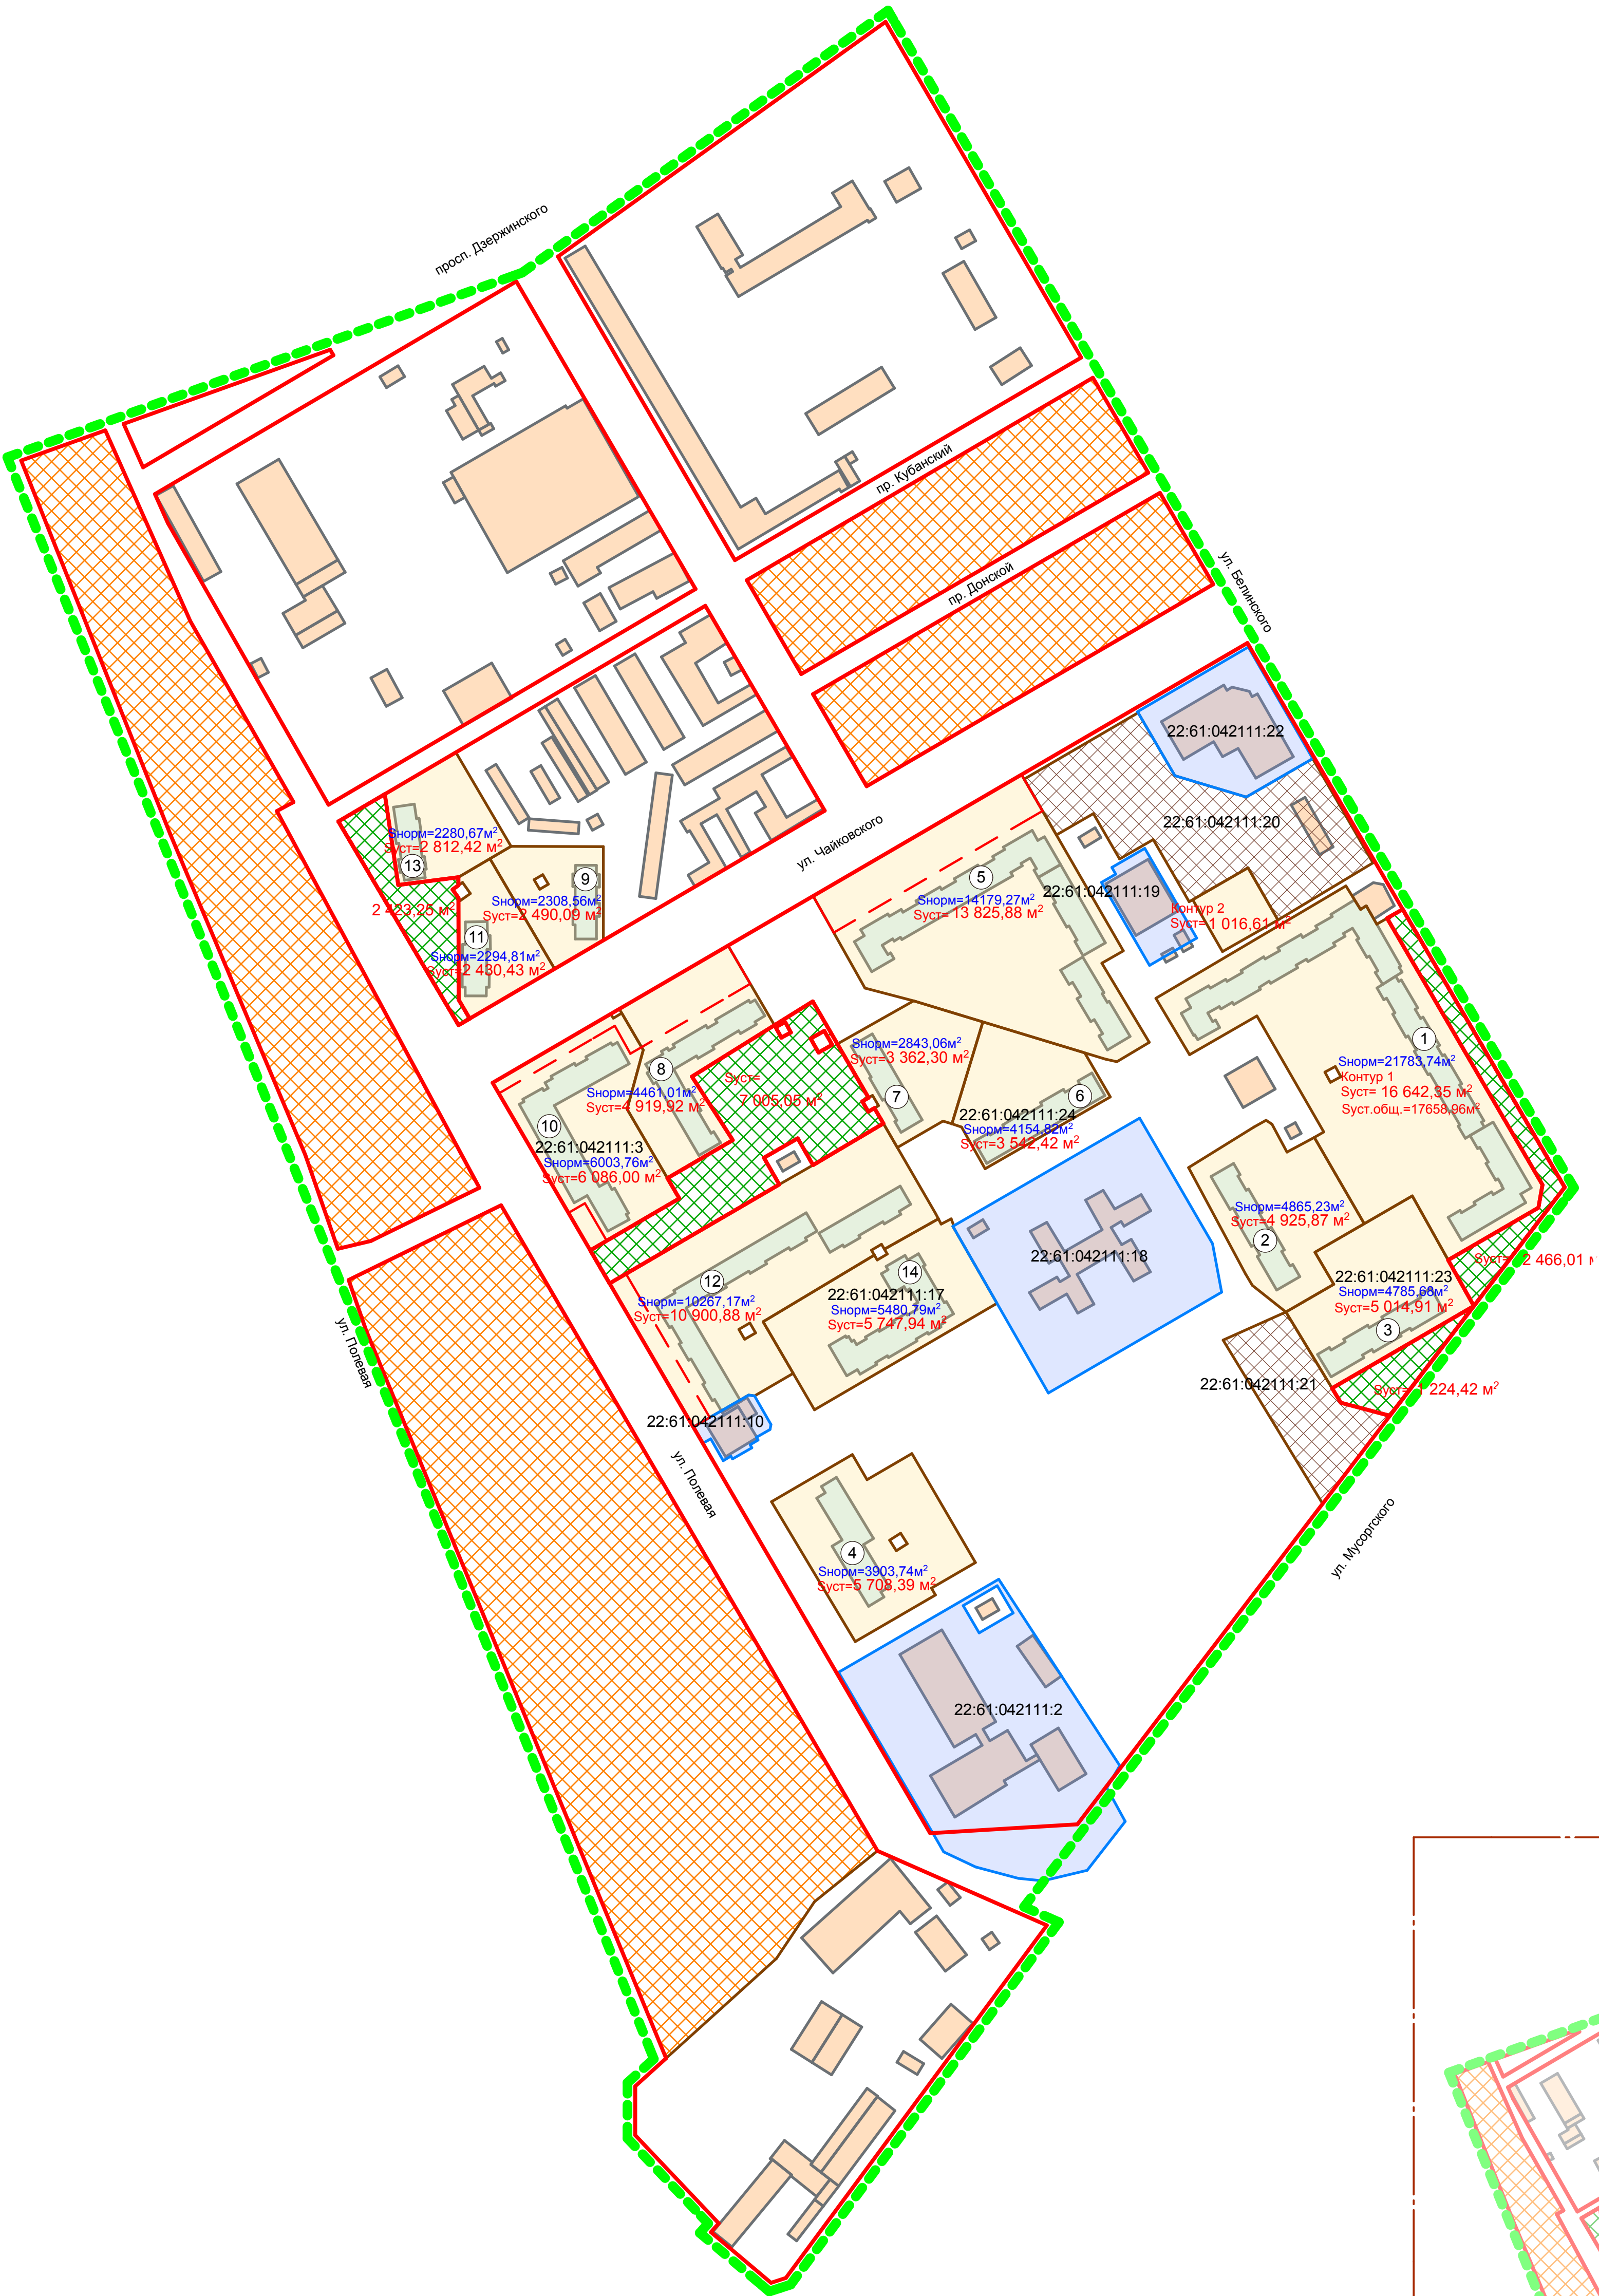 просп. Дзержинского
пр. Кубанский
пр. Донской
ул. Белинского
22:61:042111:22
22:61:042111:20
ул. Чайковского
Sнорм=2280,67м²
Sуст=2 812,42 м²
13
9
Sнорм=2308,56м²
Sуст=2 490,09 м²
2 423,25 м²
11
Sнорм=2294,81м²
Sуст=2 430,43 м²
5
Sнорм=14179,27м²
Sуст= 13 825,88 м²
22:61:042111:19
Контур 2
Sуст=1 016,61 м²
1
Sнорм=21783,74м²
Контур 1
Sуст= 16 642,35 м²
Sуст.общ.=17658,96м²
Sнорм=2843,06м²
Sуст=3 362,30 м²
7
8
Sнорм=4461,01м²
Sуст=4 919,92 м²
Sуст=
7 005,05 м²
6
22:61:042111:24
Sнорм=4154,82м²
Sуст=3 542,42 м²
10
22:61:042111:3
Sнорм=6003,76м²
Sуст=6 086,00 м²
Sнорм=4865,23м²
Sуст=4 925,87 м²
2
22:61:042111:18
Sуст= 2 466,01 м
12
Sнорм=10267,17м²
Sуст=10 900,88 м²
14
22:61:042111:17
Sнорм=5480,79м²
Sуст=5 747,94 м²
22:61:042111:23
Sнорм=4785,68м²
Sуст=5 014,91 м²
3
ул. Полевая
22:61:042111:21
Sуст= 1 224,42 м²
22:61:042111:10
ул. Полевая
ул. Мусоргского
4
Sнорм=3903,74м²
Sуст=5 708,39 м²
22:61:042111:2